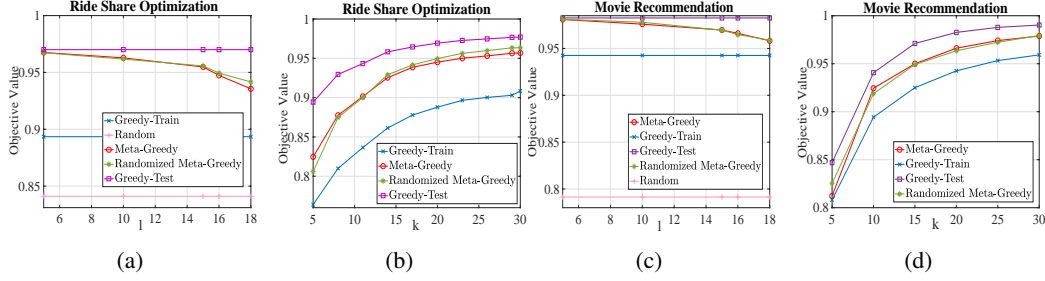 Ride Share Optimization
Objective Value
1
0.95
0.9
0.85
Greedy-Train
Random
Meta-Greedy
Randomized Meta-Greedy
Greedy-Test
6 8 10 12 14 16 18
l
(a)
Ride Share Optimization
Objective Value
1
0.95
0.9
0.85
0.8
Greedy-Train
Meta-Greedy
Randomized Meta-Greedy
Greedy-Test
5 10 15 20 25 30
k
(b)
Movie Recommendation
Objective Value
0.95
0.9
0.85
0.8
Meta-Greedy
Greedy-Train
Greedy-Test
Randomized Meta-Greedy
Random
6 8 10 12 14 16 18
l
(c)
Movie Recommendation
Objective Value
1
0.95
0.9
0.85
0.8
Meta-Greedy
Greedy-Train
Greedy-Test
Randomized Meta-Greedy
5 10 15 20 25 30
k
(d)